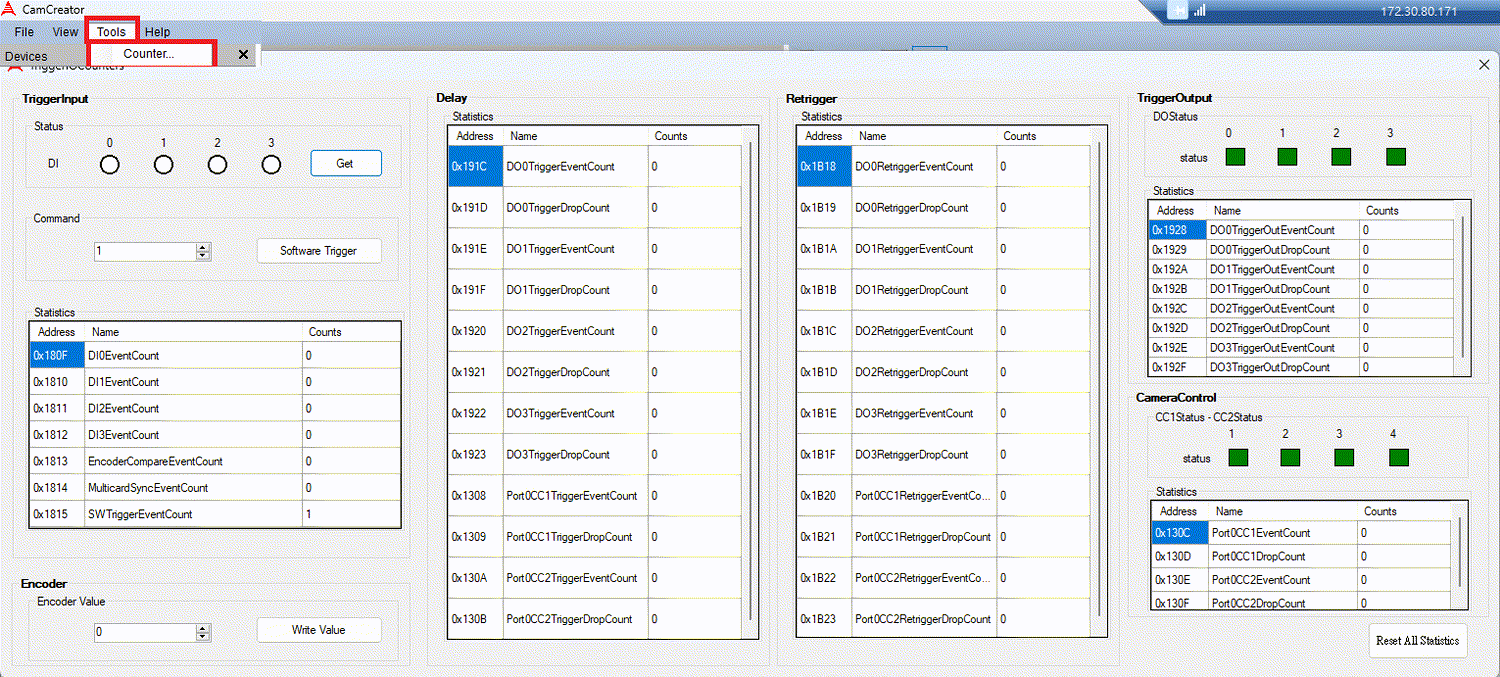 CamCreator
172.30.80.171
File View Tools Help
Devices Counter... ✕
TriggerInput
Status
0 1 2 3
DI Get
Command
1 Software Trigger
Statistics
Address Name Counts
0x180F DI0EventCount 0
0x1810 DI1EventCount 0
0x1811 DI2EventCount 0
0x1812 DI3EventCount 0
0x1813 EncoderCompareEventCount 0
0x1814 MulticardSyncEventCount 0
0x1815 SWTriggerEventCount 1
Encoder
Encoder Value
0 Write Value
Delay
Statistics
Address Name Counts
0x191C DO0TriggerEventCount 0
0x191D DO0TriggerDropCount 0
0x191E DO1TriggerEventCount 0
0x191F DO1TriggerDropCount 0
0x1920 DO2TriggerEventCount 0
0x1921 DO2TriggerDropCount 0
0x1922 DO3TriggerEventCount 0
0x1923 DO3TriggerDropCount 0
0x1308 Port0CC1TriggerEventCount 0
0x1309 Port0CC1TriggerDropCount 0
0x130A Port0CC2TriggerEventCount 0
0x130B Port0CC2TriggerDropCount 0
Retrigger
Statistics
Address Name Counts
0x1B18 DO0RetriggerEventCount 0
0x1B19 DO0RetriggerDropCount 0
0x1B1A DO1RetriggerEventCount 0
0x1B1B DO1RetriggerDropCount 0
0x1B1C DO2RetriggerEventCount 0
0x1B1D DO2RetriggerDropCount 0
0x1B1E DO3RetriggerEventCount 0
0x1B1F DO3RetriggerDropCount 0
0x1B20 Port0CC1RetriggerEventCo... 0
0x1B21 Port0CC1RetriggerDropCount 0
0x1B22 Port0CC2RetriggerEventCo... 0
0x1B23 Port0CC2RetriggerDropCount 0
TriggerOutput
DOStatus
0 1 2 3
status
Statistics
Address Name Counts
0x1928 DO0TriggerOutEventCount 0
0x1929 DO0TriggerOutDropCount 0
0x192A DO1TriggerOutEventCount 0
0x192B DO1TriggerOutDropCount 0
0x192C DO2TriggerOutEventCount 0
0x192D DO2TriggerOutDropCount 0
0x192E DO3TriggerOutEventCount 0
0x192F DO3TriggerOutDropCount 0
CameraControl
CC1Status - CC2Status
1 2 3 4
status
Statistics
Address Name Counts
0x130C Port0CC1EventCount 0
0x130D Port0CC1DropCount 0
0x130E Port0CC2EventCount 0
0x130F Port0CC2DropCount 0
Reset All Statistics